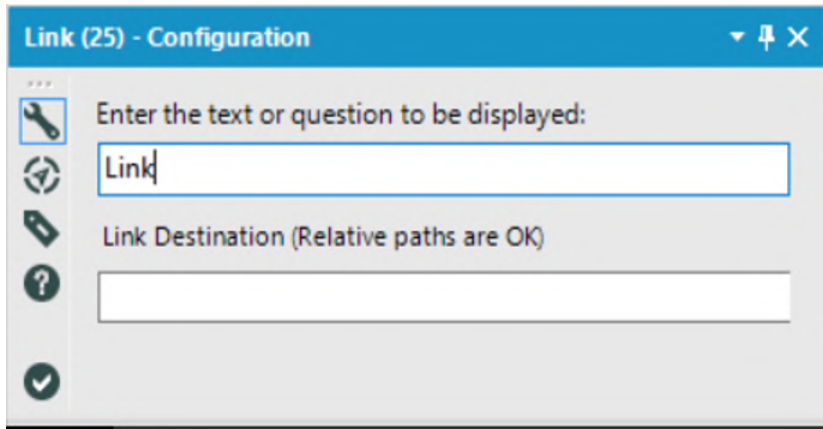 Link (25) - Configuration
Enter the text or question to be displayed:
Link
Link Destination (Relative paths are OK)